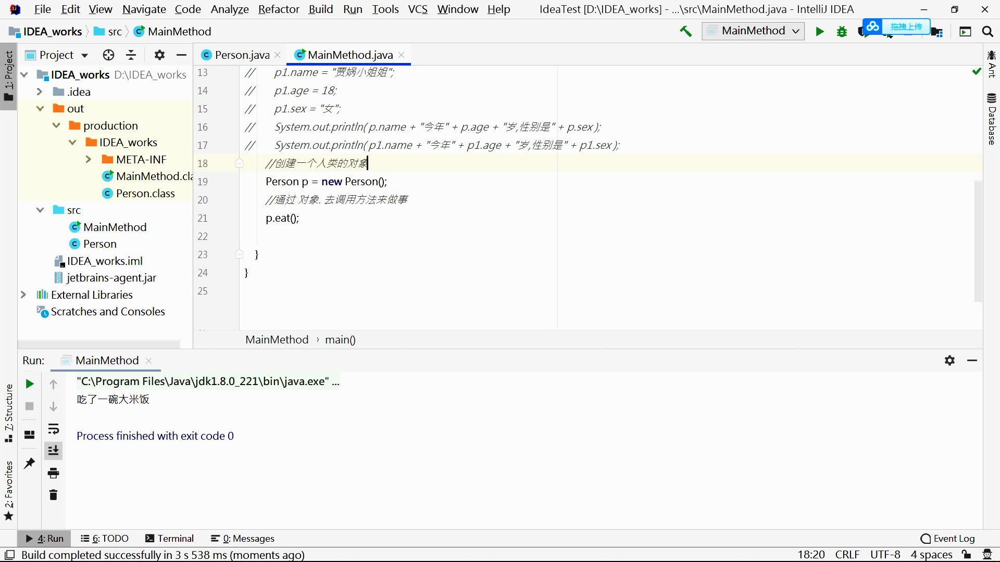 File Edit View Navigate Code Analyze Refactor Build Run Tools VCS Window Help IdeaTest [D:\IDEA_works] - ...\src\MainMethod.java - IntelliJ IDEA
IDEA_works src MainMethod
MainMethod
拖拽上传
1: Project
Project
Person.java
MainMethod.java
IDEA_works D:\IDEA_works
.idea
out
production
IDEA_works
META-INF
MainMethod.cla
Person.class
src
MainMethod
Person
IDEA_works.iml
jetbrains-agent.jar
External Libraries
Scratches and Consoles
13 // p1.name = "贾娲小姐姐";
14 // p1.age = 18;
15 // p1.sex = "女";
16 // System.out.println( p.name + "今年" + p.age + "岁,性别是" + p.sex );
17 // System.out.println( p1.name + "今年" + p1.age + "岁,性别是" + p1.sex );
18 //创建一个人类的对象
19 Person p = new Person();
20 //通过 对象. 去调用方法来做事
21 p.eat();
22
23 }
24 }
25
MainMethod › main()
Ant
Database
Run: MainMethod
"C:\Program Files\Java\jdk1.8.0_221\bin\java.exe" ...
吃了一碗大米饭
Process finished with exit code 0
Z: Structure
2: Favorites
4: Run 6: TODO Terminal 0: Messages Event Log
Build completed successfully in 3 s 538 ms (moments ago) 18:20 CRLF UTF-8 4 spaces